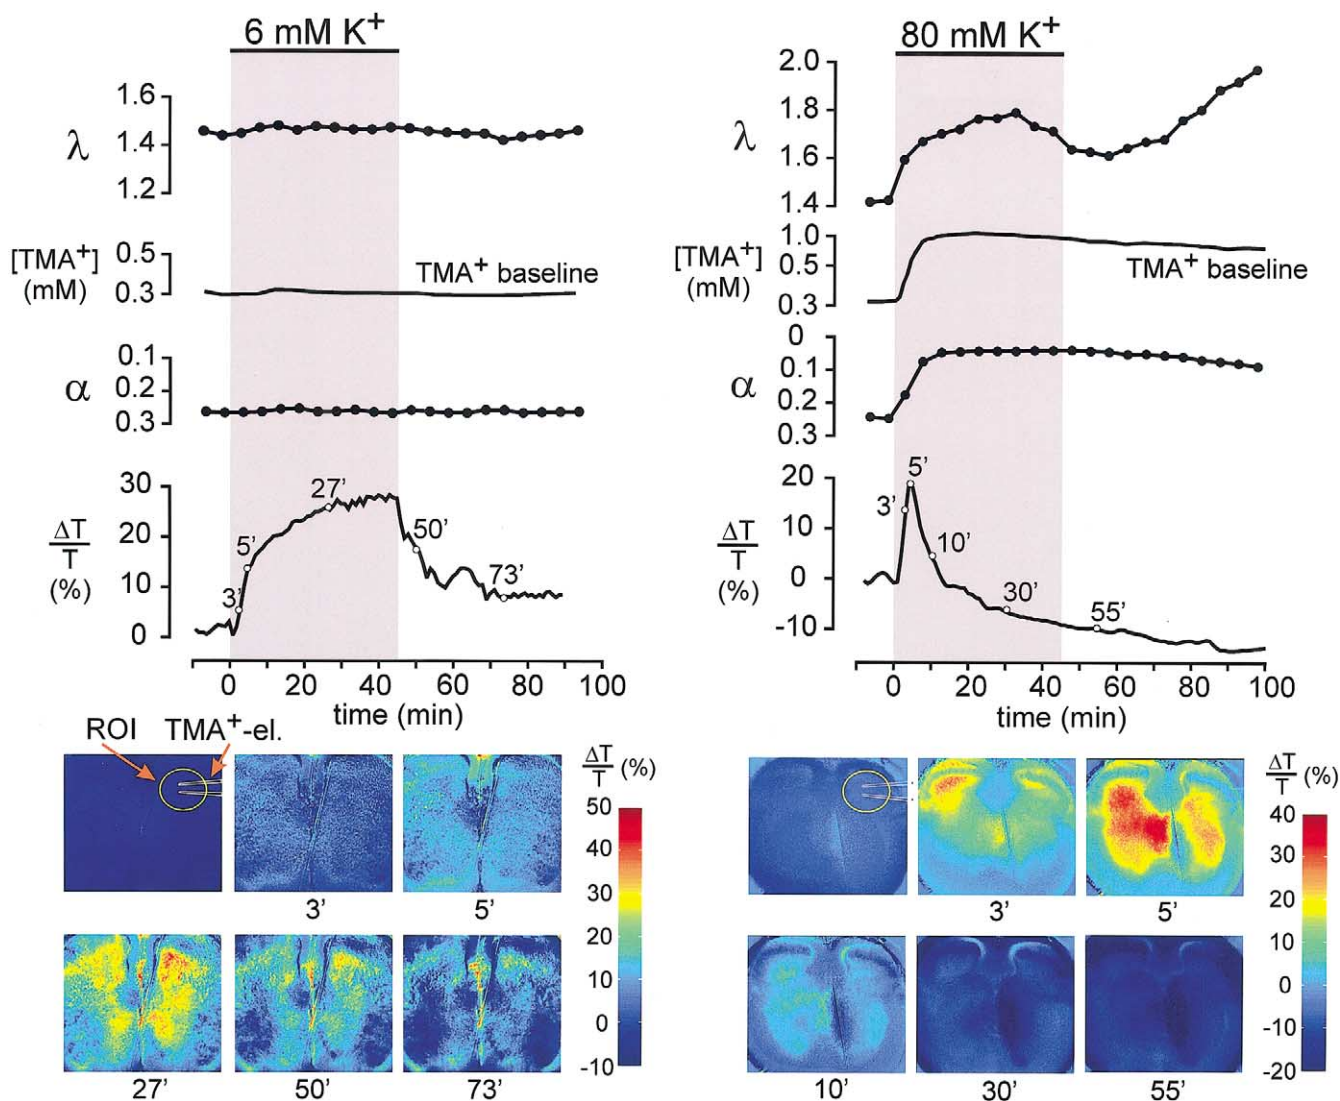 6 mM K+
1.6
1.4
1.2
λ
[TMA+]
(mM)
0.5
0.3
TMA+ baseline
α
0.1
0.2
0.3
ΔT
T
(%)
30
20
10
0
3'
5'
27'
50'
73'
0 20 40 60 80 100
time (min)
80 mM K+
2.0
1.8
1.6
1.4
λ
[TMA+]
(mM)
1.0
0.5
0.3
TMA+ baseline
α
0
0.1
0.2
0.3
ΔT
T
(%)
20
10
0
-10
3'
5'
10'
30'
55'
0 20 40 60 80 100
time (min)
ROI TMA+-el.
3'
5'
27'
50'
73'
ΔT
T (%)
50
40
30
20
10
0
-10
3'
5'
10'
30'
55'
ΔT
T (%)
40
30
20
10
0
-10
-20